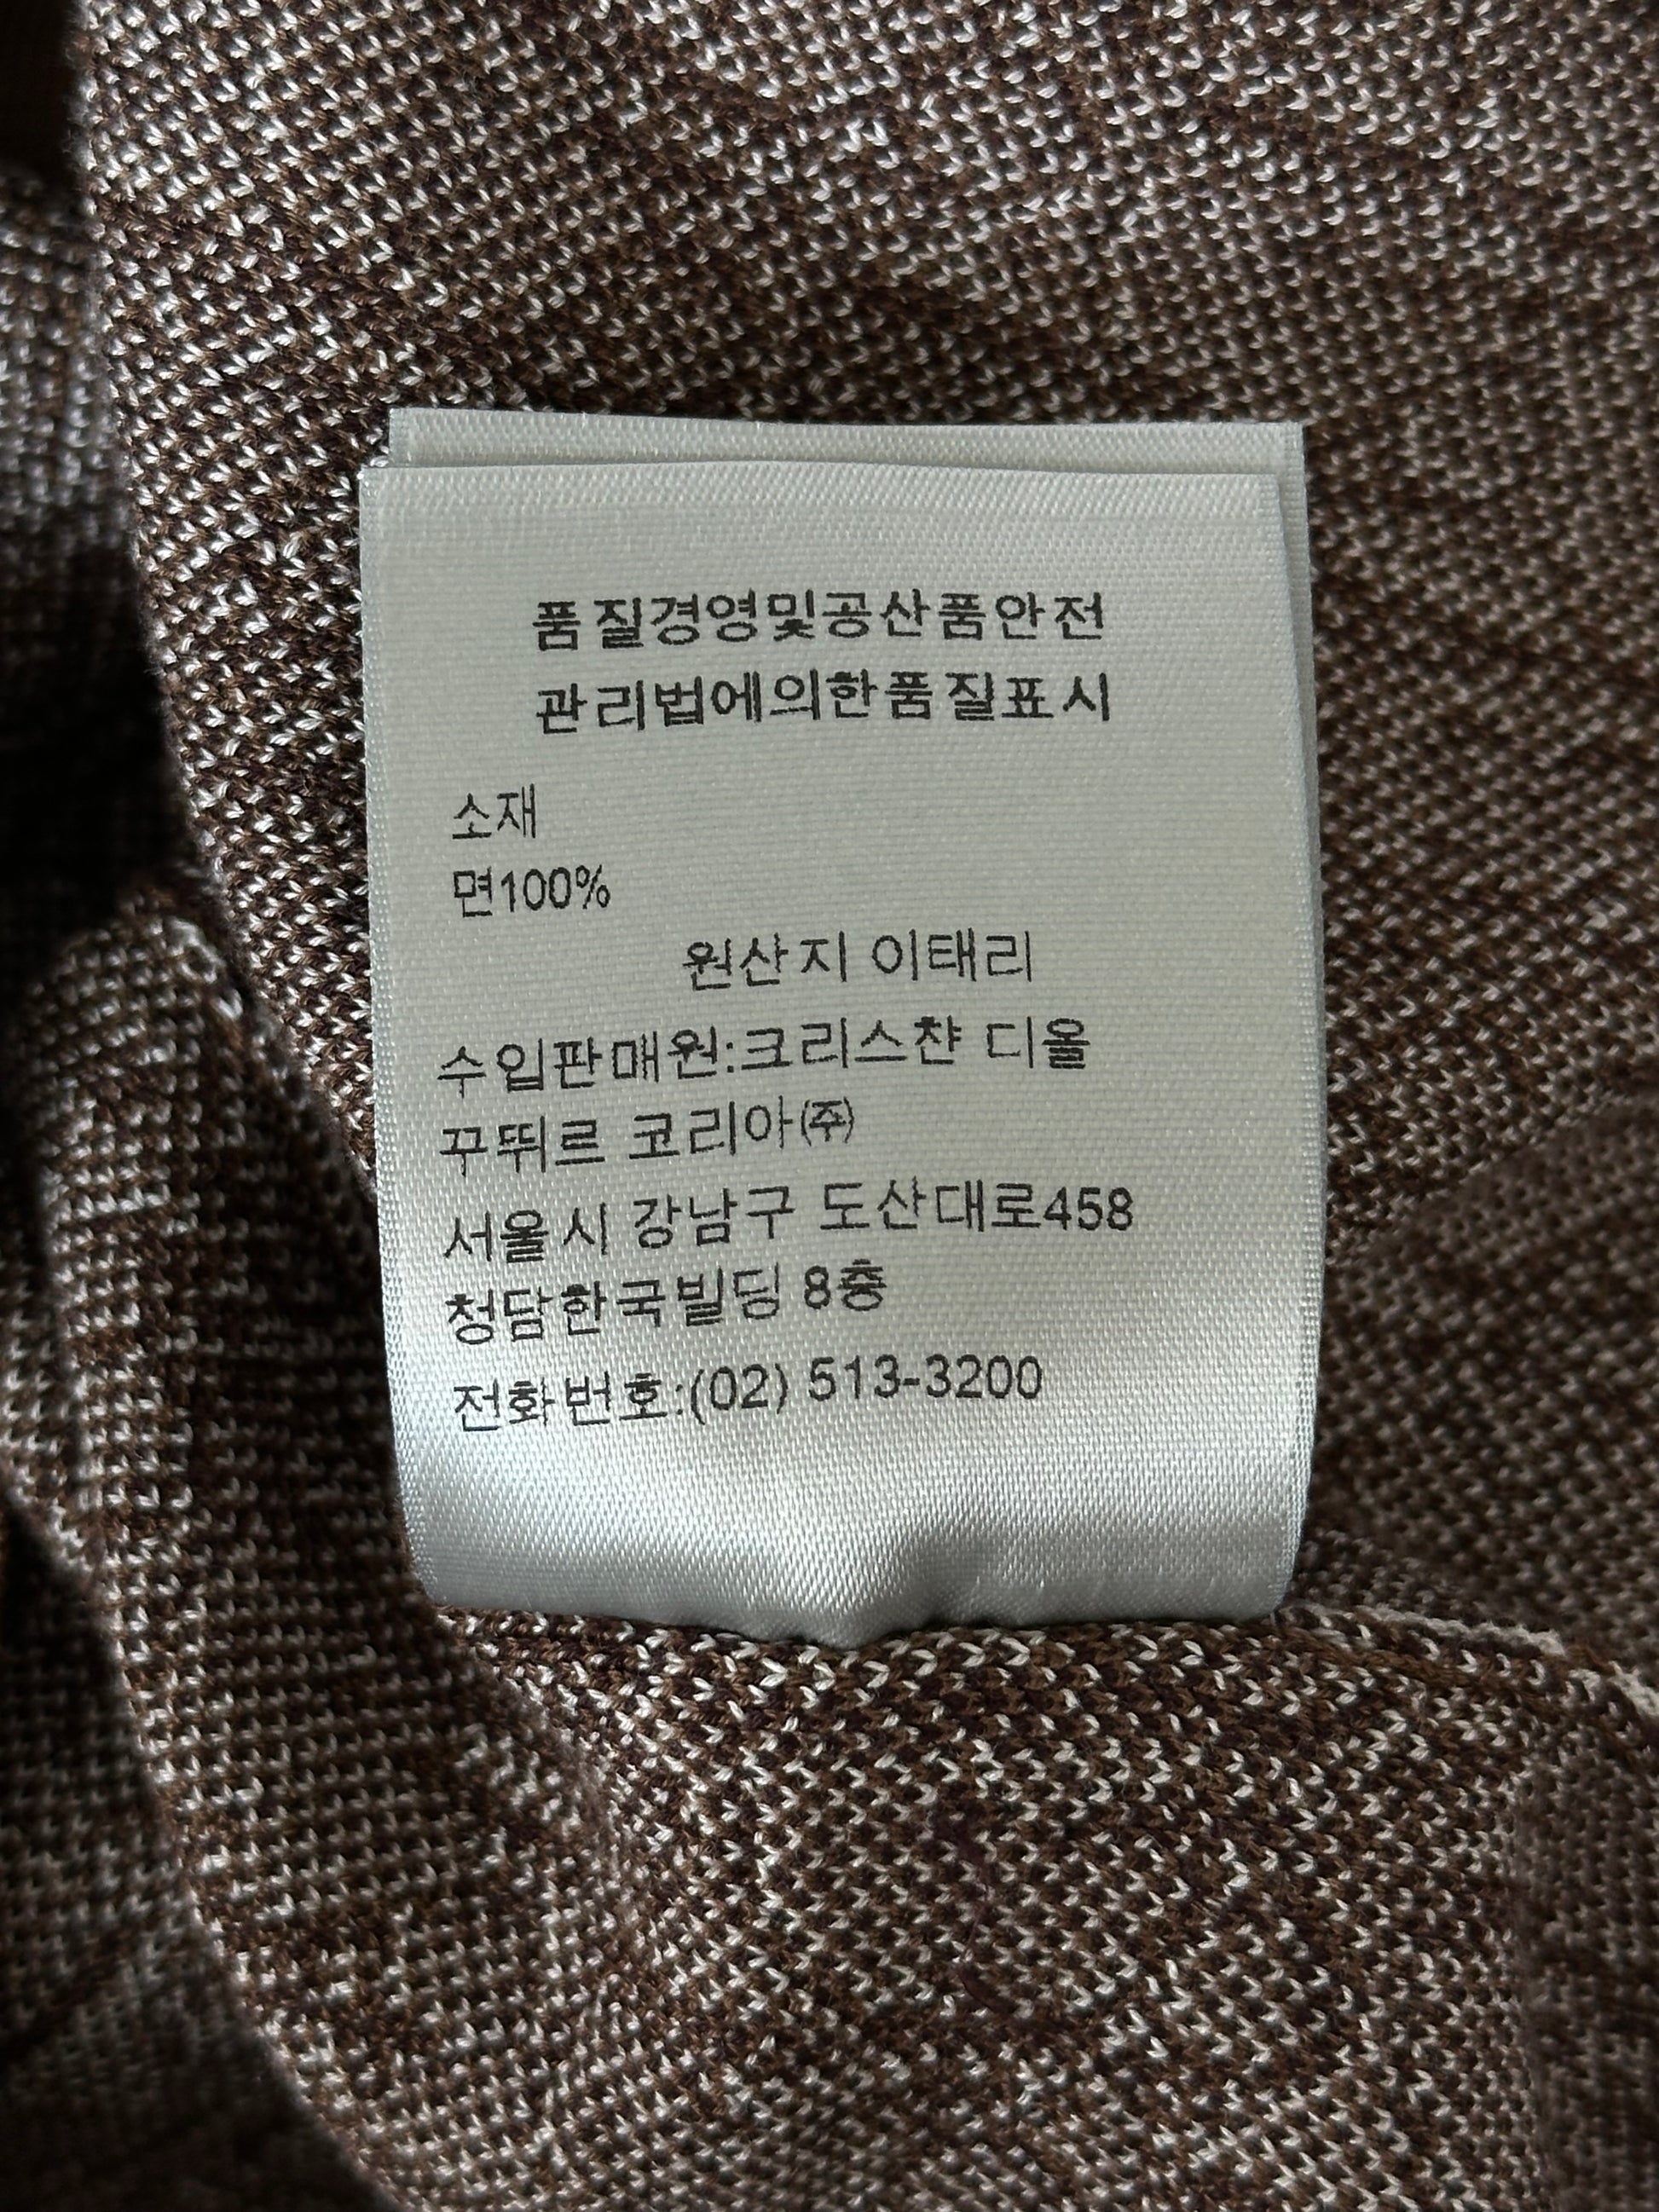 품질경영및공산품안전
관리법에의한품질표시
소재
면100%
원산지 이태리
수입판매원:크리스챤 디올
꾸뛰르 코리아㈜
서울시 강남구 도산대로458
청담한국빌딩 8층
전화번호:(02) 513-3200